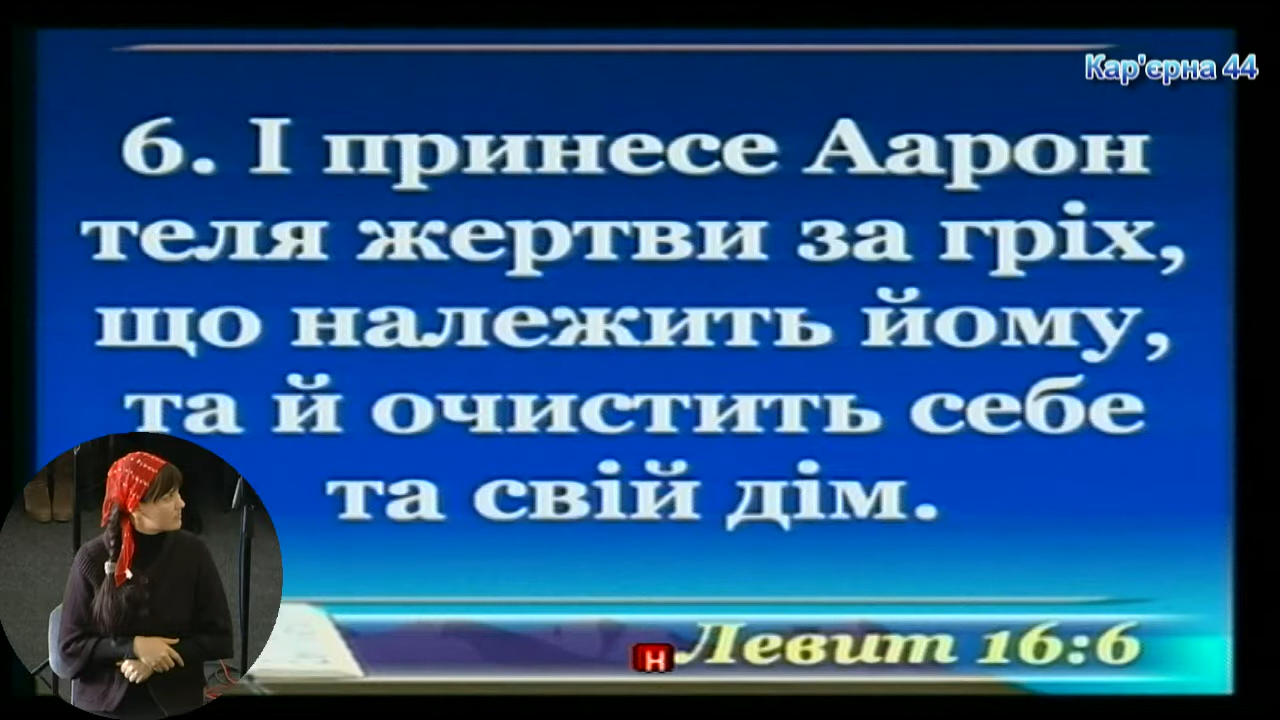 Кар'єрна 44
6. І принесе Аарон
теля жертви за гріх,
що належить йому,
та й очистить себе
та свій дім.
Н
Левит 16:6